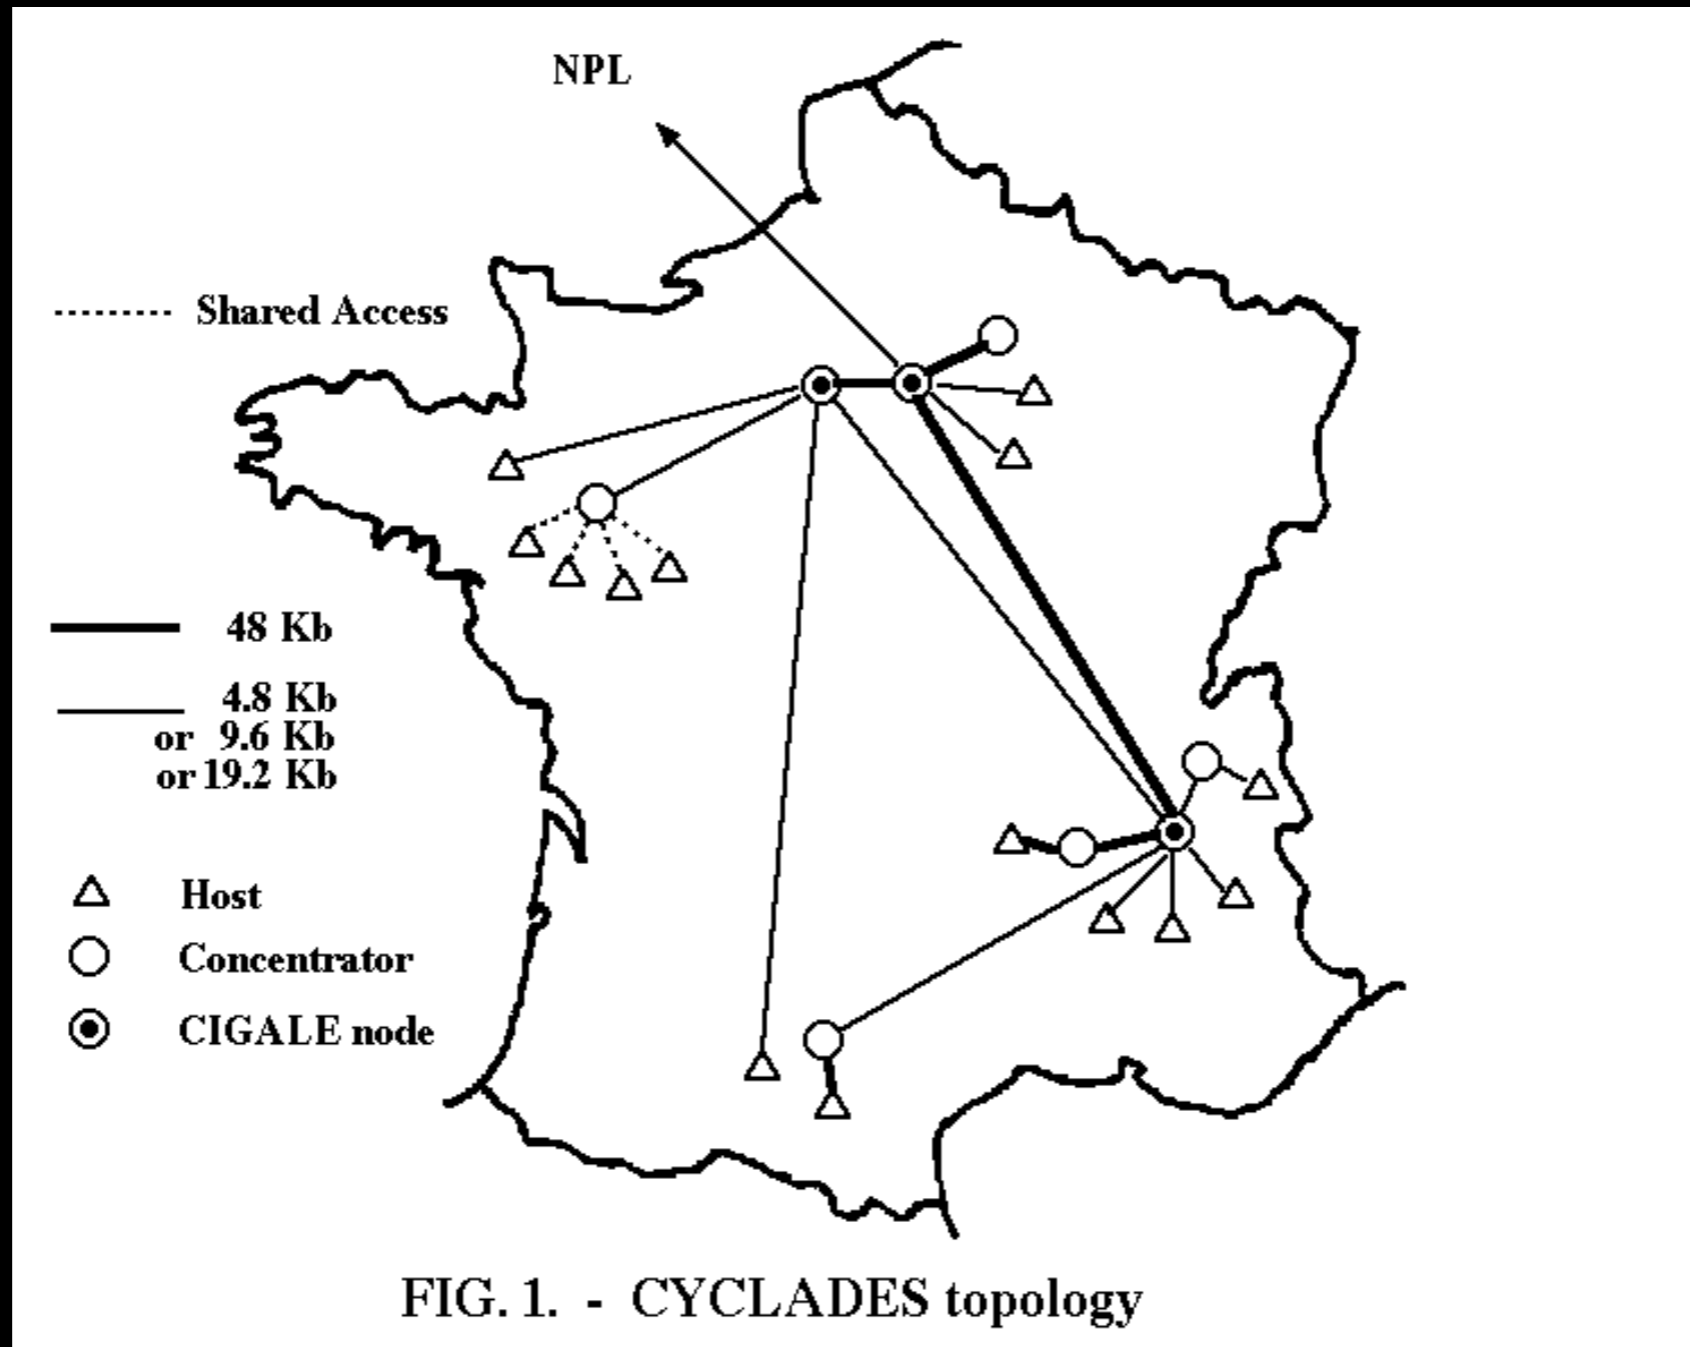 NPL
Shared Access
48 Kb
4.8 Kb
or 9.6 Kb
or 19.2 Kb
Host
Concentrator
CIGALE node
FIG. 1. - CYCLADES topology